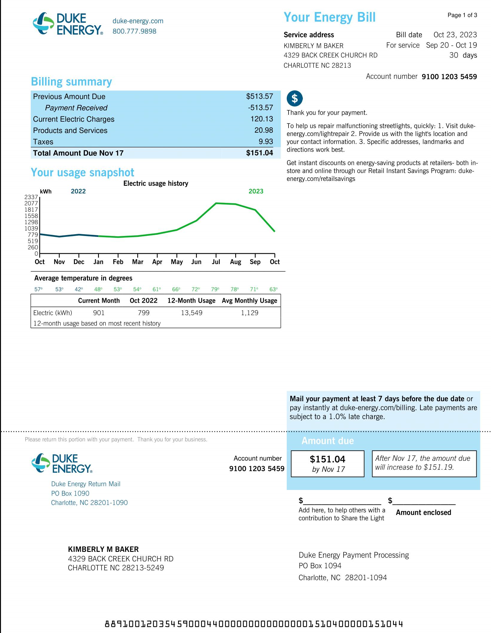 DUKE ENERGY®
duke-energy.com
800.777.9898
Your Energy Bill
Page 1 of 3
Service address
KIMBERLY M BAKER
4329 BACK CREEK CHURCH RD
CHARLOTTE NC 28213
Bill date Oct 23, 2023
For service Sep 20 - Oct 19
30 days
Account number 9100 1203 5459
Billing summary
Previous Amount Due $513.57
Payment Received -513.57
Current Electric Charges 120.13
Products and Services 20.98
Taxes 9.93
Total Amount Due Nov 17 $151.04
$
Thank you for your payment.
To help us repair malfunctioning streetlights, quickly: 1. Visit duke-
energy.com/lightrepair 2. Provide us with the light's location and
your contact information. 3. Specific addresses, landmarks and
directions work best.
Get instant discounts on energy-saving products at retailers- both in-
store and online through our Retail Instant Savings Program: duke-
energy.com/retailsavings
Your usage snapshot
Electric usage history
kWh 2022 2023
2337
2077
1817
1558
1298
1039
779
519
260
0
Oct Nov Dec Jan Feb Mar Apr May Jun Jul Aug Sep Oct
Average temperature in degrees
57° 53° 42° 48° 53° 54° 61° 66° 72° 79° 78° 71° 63°
Current Month Oct 2022 12-Month Usage Avg Monthly Usage
Electric (kWh) 901 799 13,549 1,129
12-month usage based on most recent history
Mail your payment at least 7 days before the due date or
pay instantly at duke-energy.com/billing. Late payments are
subject to a 1.0% late charge.
Please return this portion with your payment. Thank you for your business.
Amount due
DUKE ENERGY®
Account number
9100 1203 5459
$151.04
by Nov 17
After Nov 17, the amount due
will increase to $151.19.
Duke Energy Return Mail
PO Box 1090
Charlotte, NC 28201-1090
$ $
Add here, to help others with a
contribution to Share the Light
Amount enclosed
KIMBERLY M BAKER
4329 BACK CREEK CHURCH RD
CHARLOTTE NC 28213-5249
Duke Energy Payment Processing
PO Box 1094
Charlotte, NC 28201-1094